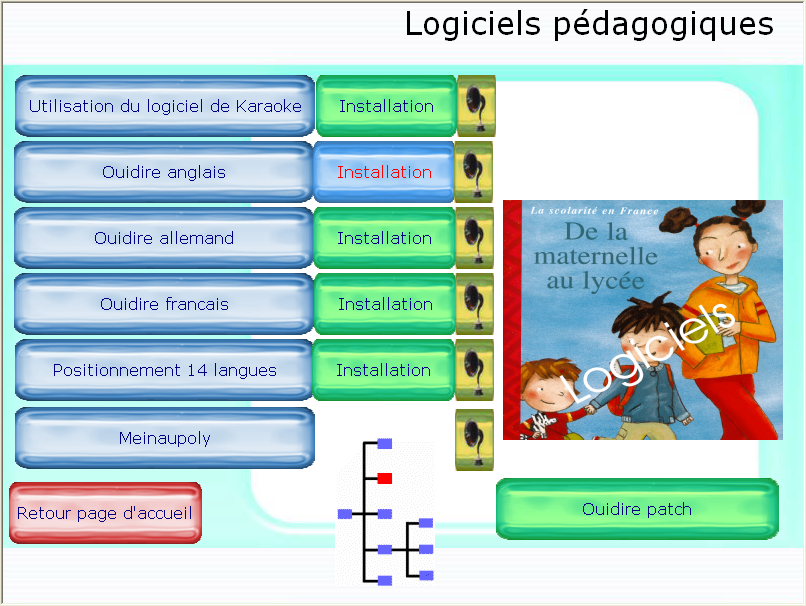 Logiciels pédagogiques
Utilisation du logiciel de Karaoke
Installation
Ouidire anglais
Installation
Ouidire allemand
Installation
Ouidire francais
Installation
Positionnement 14 langues
Installation
Meinaupoly
La scolarité en France
De la
maternelle
au lycée
Logiciels
Retour page d'accueil
Ouidire patch